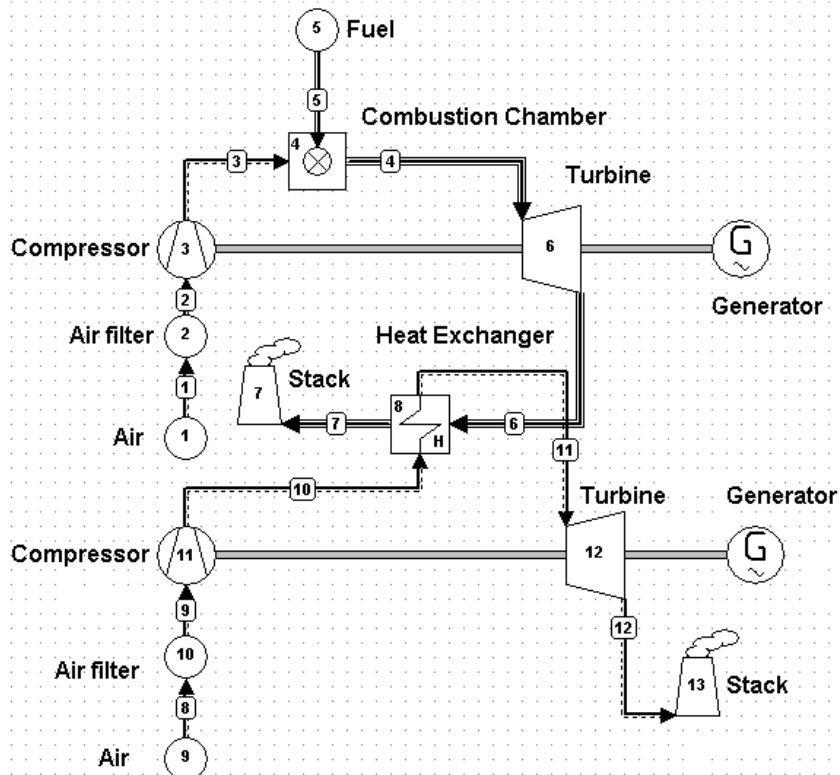 5 Fuel
5
Combustion Chamber
4
3
4
Turbine
Compressor
3
6
G
~
Generator
2
Air filter
2
Heat Exchanger
1
Stack
7
8
H
7
6
Air
1
11
10
Turbine
Generator
Compressor
11
12
G
~
9
12
Air filter
10
13
Stack
8
Air
9